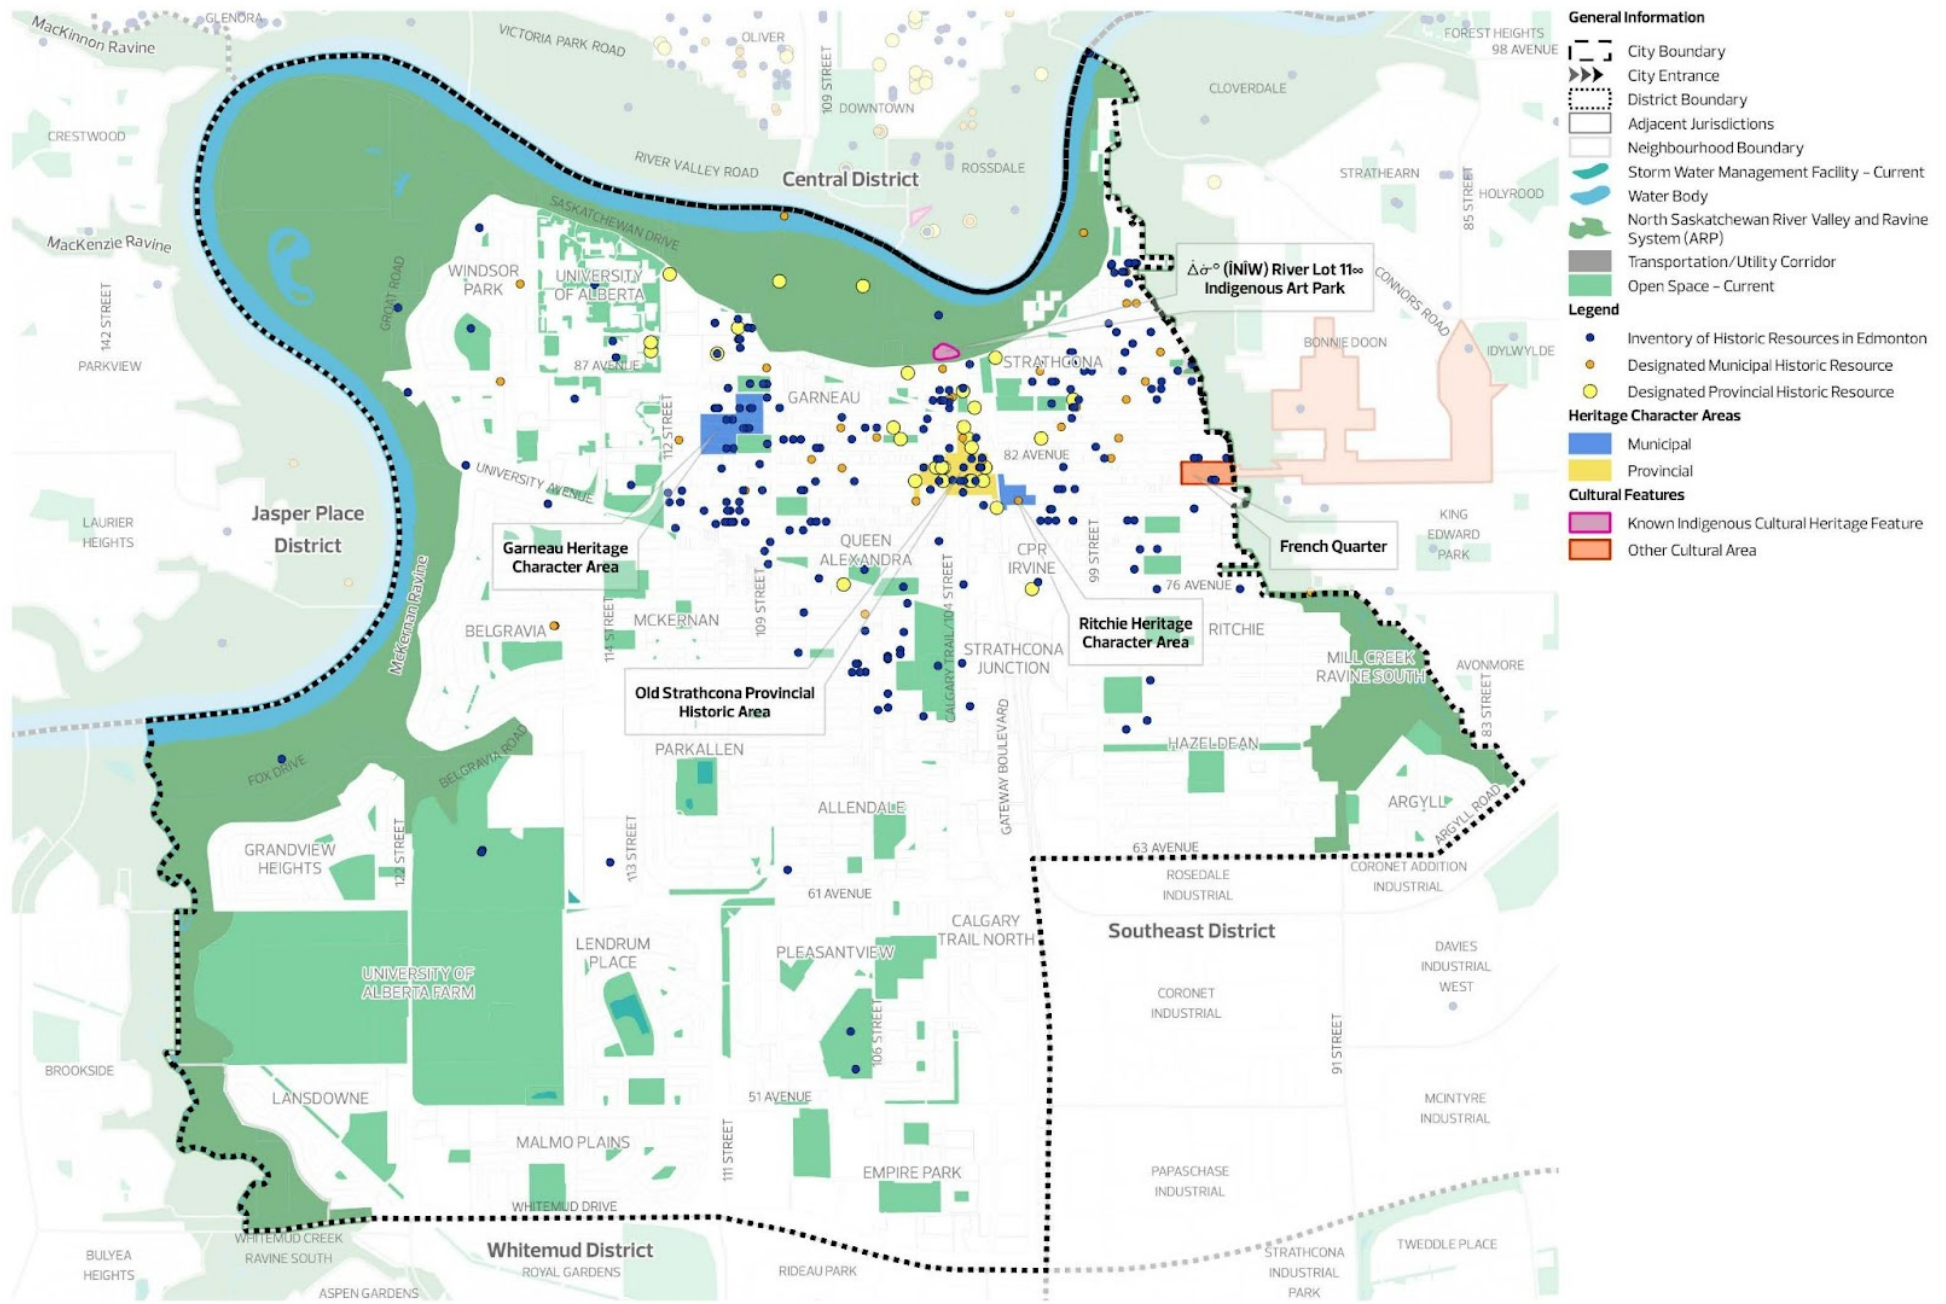 GLENORA
MacKinnon Ravine
VICTORIA PARK ROAD
OLIVER
109 STREET
DOWNTOWN
FOREST HEIGHTS
98 AVENUE
CLOVERDALE
CRESTWOOD
RIVER VALLEY ROAD
ROSSDALE
Central District
STRATHEARN
85 STREET
HOLYROOD
SASKATCHEWAN DRIVE
MacKenzie Ravine
WINDSOR
PARK
UNIVERSITY
OF ALBERTA
GROAT ROAD
142 STREET
PARKVIEW
ᐄᓃᐤ (ÎNÎW) River Lot 11∞
Indigenous Art Park
CONNORS ROAD
BONNIE DOON
IDYLWYLDE
87 AVENUE
STRATHCONA
GARNEAU
112 STREET
82 AVENUE
UNIVERSITY AVENUE
LAURIER
HEIGHTS
Jasper Place
District
Garneau Heritage
Character Area
QUEEN
ALEXANDRA
CPR
IRVINE
99 STREET
French Quarter
KING
EDWARD
PARK
76 AVENUE
McKernan Ravine
BELGRAVIA
114 STREET
MCKERNAN
109 STREET
CALGARY TRAIL/104 STREET
STRATHCONA
JUNCTION
Ritchie Heritage
Character Area
RITCHIE
MILL CREEK
RAVINE SOUTH
AVONMORE
83 STREET
Old Strathcona Provincial
Historic Area
GATEWAY BOULEVARD
FOX DRIVE
BELGRAVIA ROAD
PARKALLEN
HAZELDEAN
ALLENDALE
ARGYLL
ARGYLL ROAD
GRANDVIEW
HEIGHTS
122 STREET
113 STREET
63 AVENUE
61 AVENUE
ROSEDALE
INDUSTRIAL
CORONET ADDITION
INDUSTRIAL
Southeast District
LENDRUM
PLACE
PLEASANTVIEW
CALGARY
TRAIL NORTH
UNIVERSITY OF
ALBERTA FARM
DAVIES
INDUSTRIAL
WEST
CORONET
INDUSTRIAL
106 STREET
91 STREET
BROOKSIDE
LANSDOWNE
51 AVENUE
MCINTYRE
INDUSTRIAL
MALMO PLAINS
111 STREET
EMPIRE PARK
PAPASCHASE
INDUSTRIAL
WHITEMUD DRIVE
WHITEMUD CREEK
RAVINE SOUTH
BULYEA
HEIGHTS
Whitemud District
ROYAL GARDENS
RIDEAU PARK
STRATHCONA
INDUSTRIAL
PARK
TWEDDLE PLACE
ASPEN GARDENS
General Information
City Boundary
City Entrance
District Boundary
Adjacent Jurisdictions
Neighbourhood Boundary
Storm Water Management Facility – Current
Water Body
North Saskatchewan River Valley and Ravine
System (ARP)
Transportation/Utility Corridor
Open Space – Current
Legend
Inventory of Historic Resources in Edmonton
Designated Municipal Historic Resource
Designated Provincial Historic Resource
Heritage Character Areas
Municipal
Provincial
Cultural Features
Known Indigenous Cultural Heritage Feature
Other Cultural Area